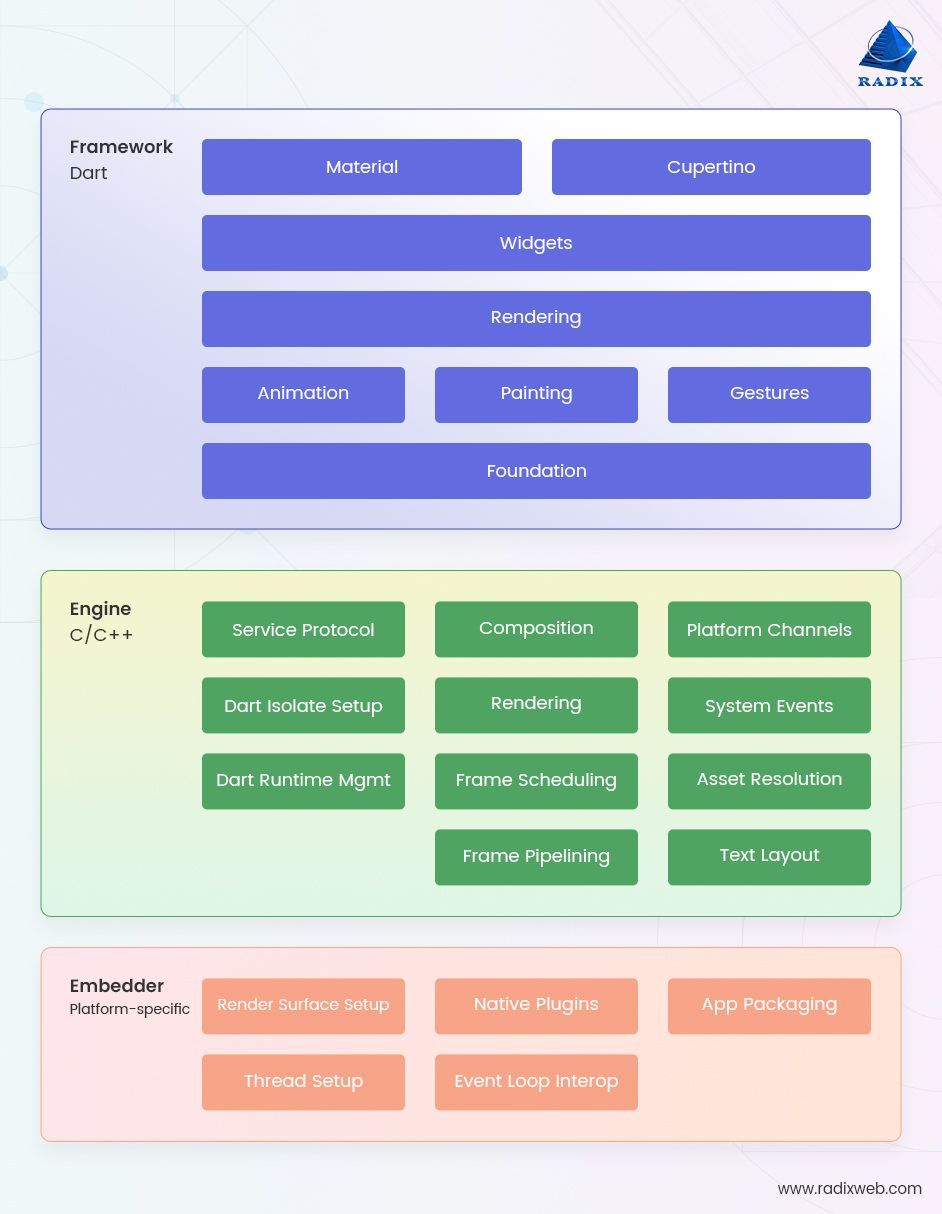 RADIX
Framework
Dart
Material
Cupertino
Widgets
Rendering
Animation
Painting
Gestures
Foundation
Engine
C/C++
Service Protocol
Composition
Platform Channels
Dart Isolate Setup
Rendering
System Events
Dart Runtime Mgmt
Frame Scheduling
Asset Resolution
Frame Pipelining
Text Layout
Embedder
Platform-specific
Render Surface Setup
Native Plugins
App Packaging
Thread Setup
Event Loop Interop
www.radixweb.com